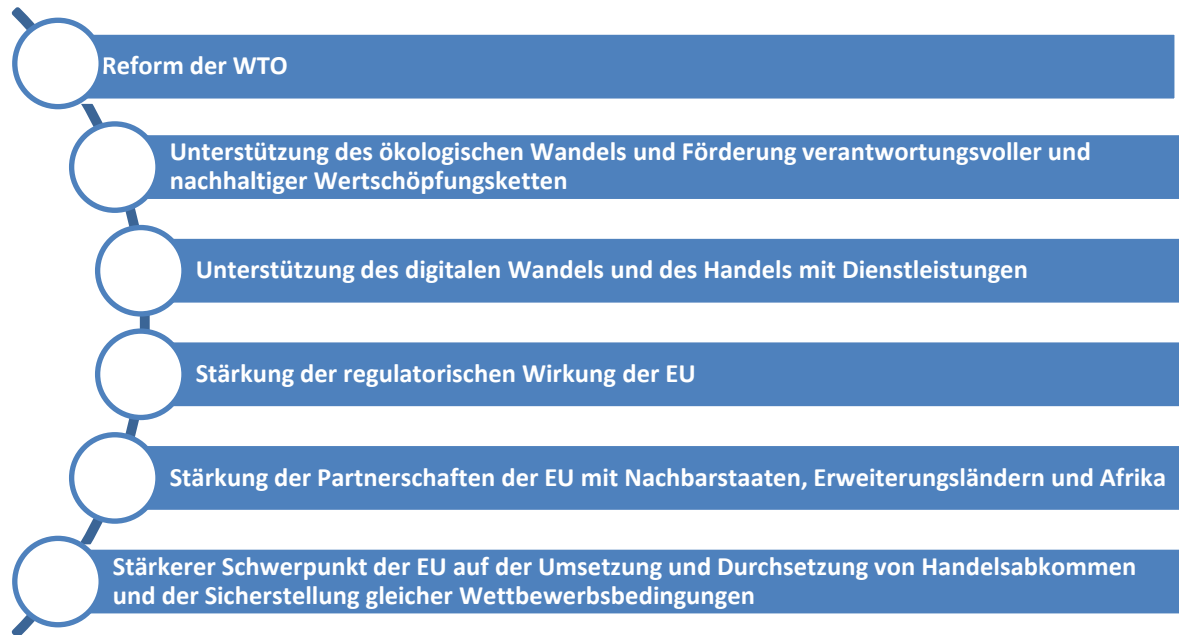 Reform der WTO
Unterstützung des ökologischen Wandels und Förderung verantwortungsvoller und
nachhaltiger Wertschöpfungsketten
Unterstützung des digitalen Wandels und des Handels mit Dienstleistungen
Stärkung der regulatorischen Wirkung der EU
Stärkung der Partnerschaften der EU mit Nachbarstaaten, Erweiterungsländern und Afrika
Stärkerer Schwerpunkt der EU auf der Umsetzung und Durchsetzung von Handelsabkommen
und der Sicherstellung gleicher Wettbewerbsbedingungen